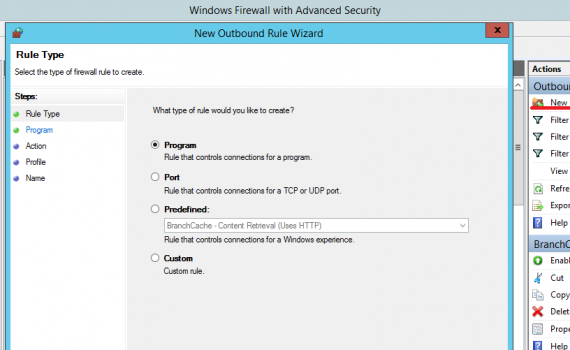 Windows Firewall with Advanced Security
New Outbound Rule Wizard
x
Rule Type
Select the type of firewall rule to create.
Steps:
Rule Type
Program
Action
Profile
Name
What type of rule would you like to create?
Program
Rule that controls connections for a program.
Port
Rule that controls connections for a TCP or UDP port.
Predefined:
BranchCache - Content Retrieval (Uses HTTP)
Rule that controls connections for a Windows experience.
Custom
Custom rule.
Actions
Outbou
New
Filter
Filter
Filter
View
Refre
Expor
Help
BranchC
Enabl
Cut
Copy
Delet
Prope
Help